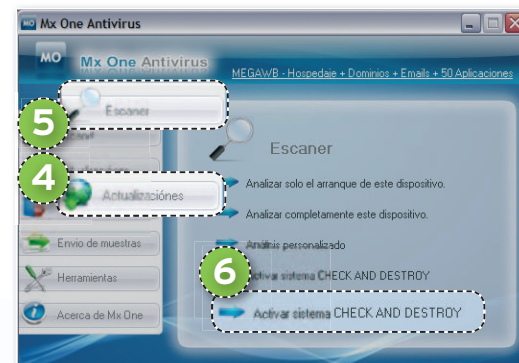 Mx One Antivirus
MO
Mx One Antivirus
MEGAWB - Hospedaje + Dominios + Emails + 50 Aplicaciones
5
Escaner
4
Actualizaciónes
Envio de muestras
Herramientas
Acerca de Mx One
Escaner
Analizar solo el arranque de este dispositivo.
Analizar completamente este dispositivo.
Análisis personalizado
6
Activar sistema CHECK AND DESTROY
Activar sistema CHECK AND DESTROY